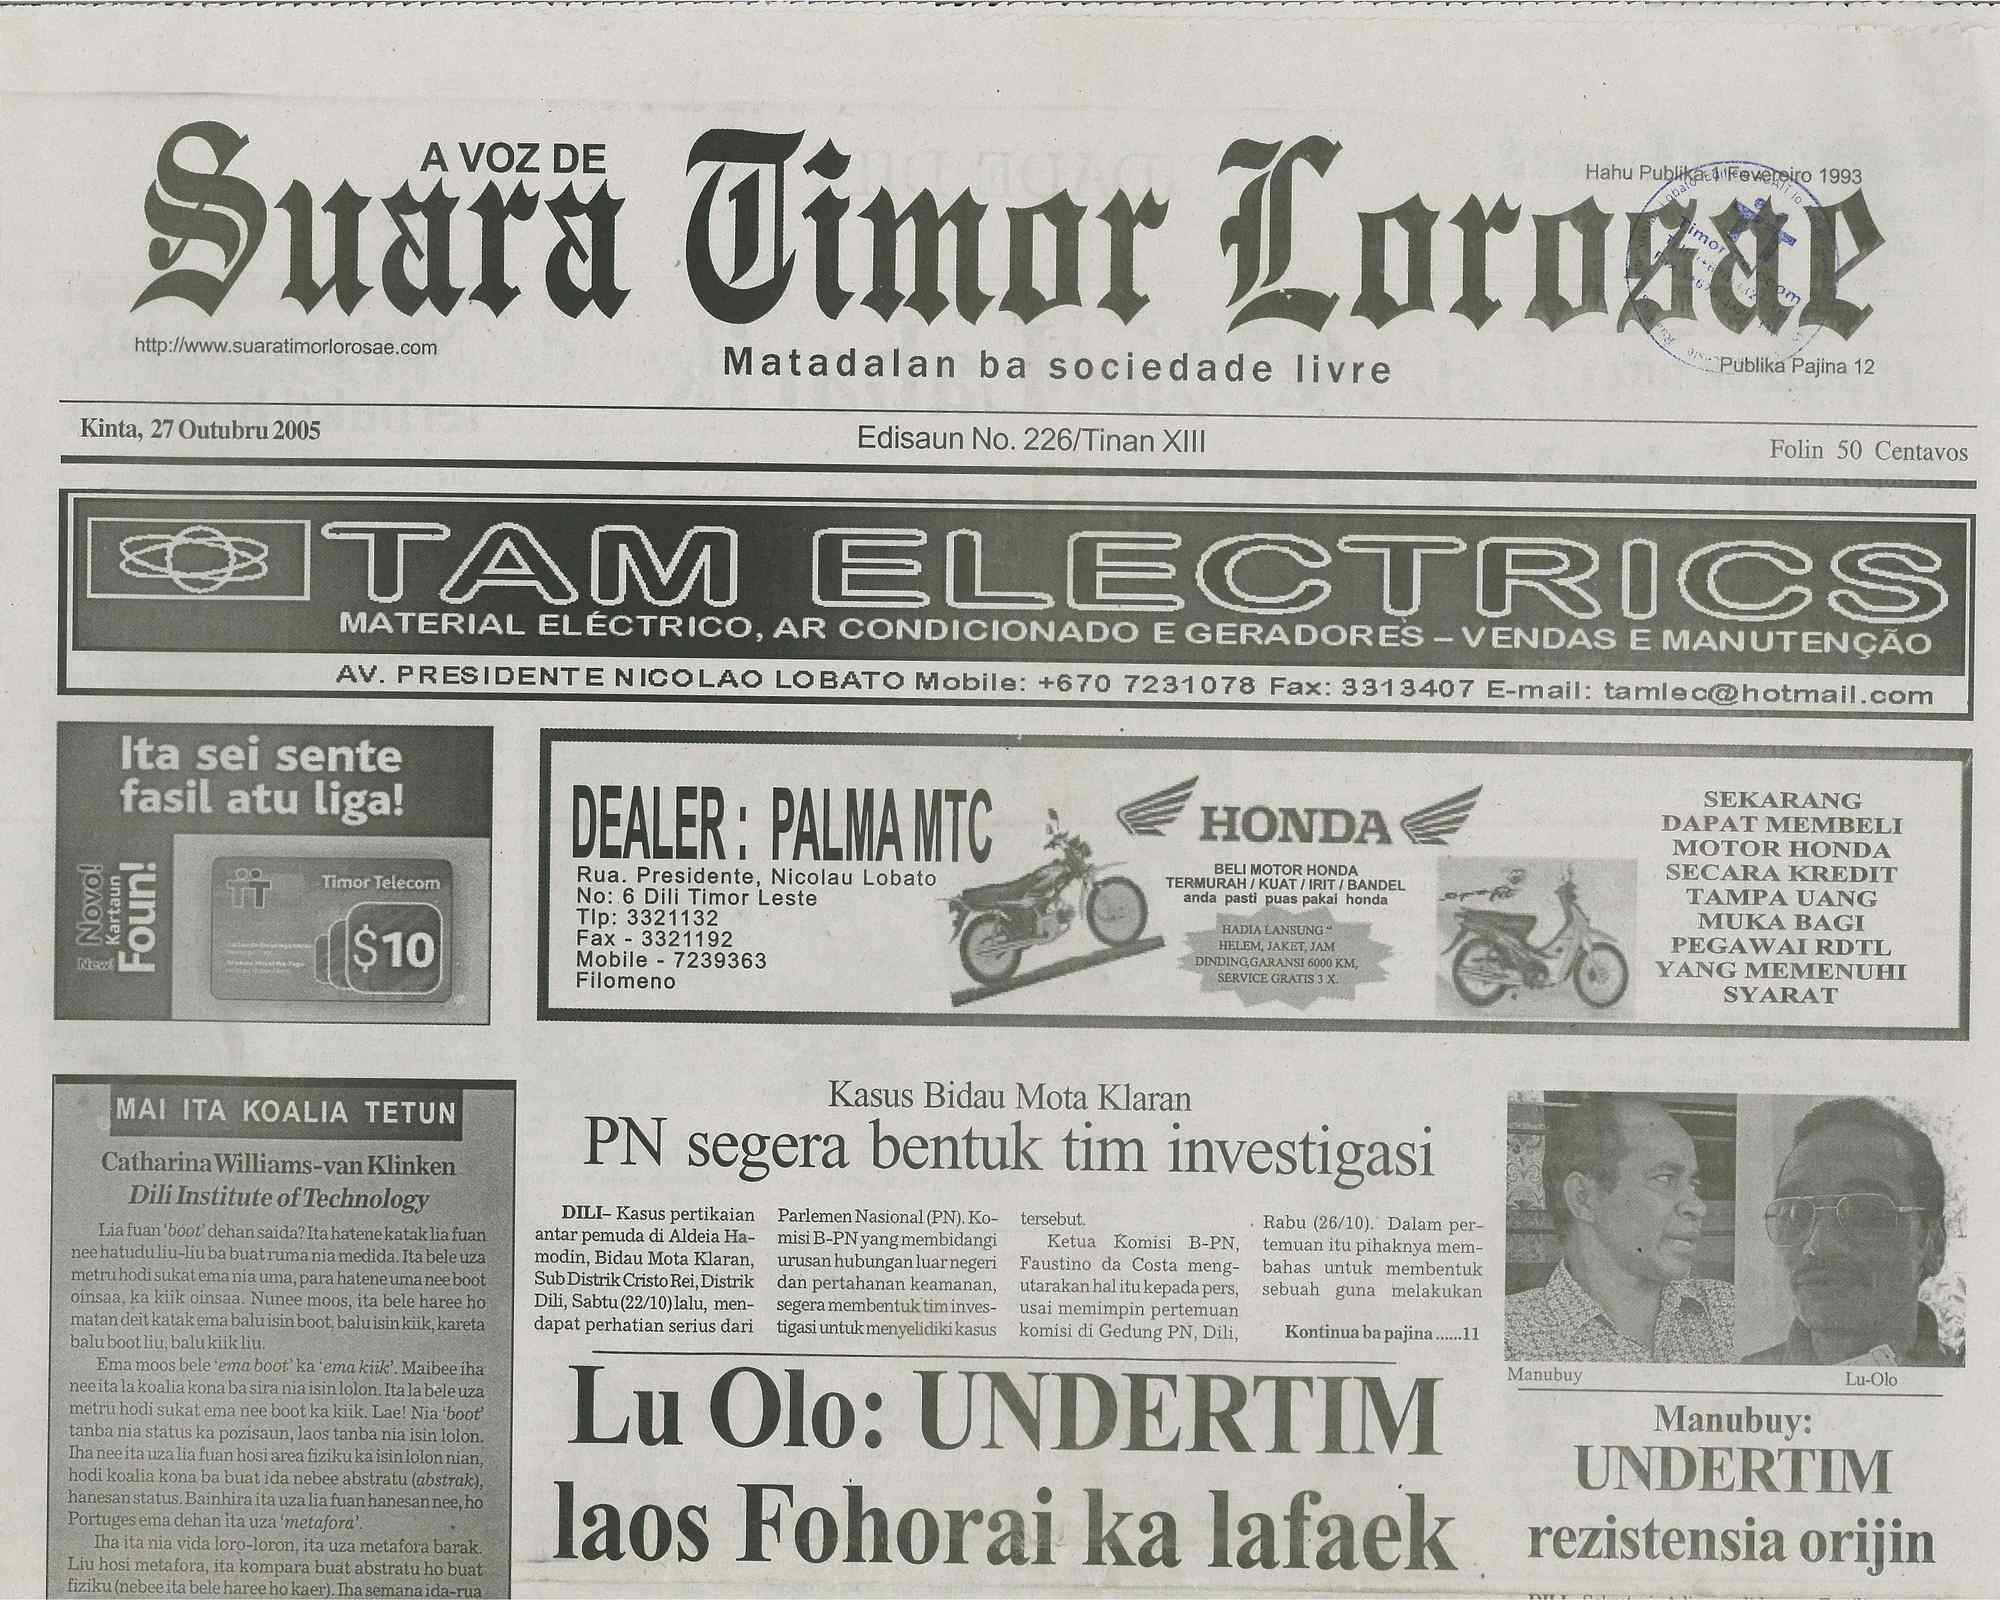 A VOZ DE
Suara Timor Lorosae
Hahu Publika 1 Fevereiro 1993
http://www.suaratimorlorosae.com
Matadalan ba sociedade livre
Publika Pajina 12
Kinta, 27 Outubru 2005
Edisaun No. 226/Tinan XIII
Folin 50 Centavos
TAM ELECTRICS
MATERIAL ELÉCTRICO, AR CONDICIONADO E GERADORES – VENDAS E MANUTENÇÃO
AV. PRESIDENTE NICOLAO LOBATO Mobile: +670 7231078 Fax: 3313407 E-mail: tamlec@hotmail.com
Ita sei sente
fasil atu liga!
Novo!
New!
Kartaun
Foun!
Timor Telecom
$10
DEALER : PALMA MTC
Rua. Presidente, Nicolau Lobato
No: 6 Dili Timor Leste
Tlp: 3321132
Fax - 3321192
Mobile - 7239363
Filomeno
HONDA
BELI MOTOR HONDA
TERMURAH / KUAT / IRIT / BANDEL
anda pasti puas pakai honda
HADIA LANSUNG "
HELEM, JAKET, JAM
DINDING,GARANSI 6000 KM,
SERVICE GRATIS 3 X.
SEKARANG
DAPAT MEMBELI
MOTOR HONDA
SECARA KREDIT
TAMPA UANG
MUKA BAGI
PEGAWAI RDTL
YANG MEMENUHI
SYARAT
MAI ITA KOALIA TETUN
Catharina Williams-van Klinken
Dili Institute of Technology
Lia fuan 'boot' dehan saida? Ita hatene katak lia fuan
nee hatudu liu-liu ba buat ruma nia medida. Ita bele uza
metru hodi sukat ema nia uma, para hatene uma nee boot
oinsaa, ka kiik oinsaa. Nunee moos, ita bele haree ho
matan deit katak ema balu isin boot, balu isin kiik, kareta
balu boot liu, balu kiik liu.
Ema moos bele 'ema boot' ka 'ema kiik'. Maibee iha
nee ita la koalia kona ba sira nia isin lolon. Ita la bele uza
metru hodi sukat ema nee boot ka kiik. Lae! Nia 'boot'
tanba nia status ka pozisaun, laos tanba nia isin lolon.
Iha nee ita uza lia fuan hosi area fiziku ka isin lolon nian,
hodi koalia kona ba buat ida nebee abstratu (abstrak),
hanesan status. Bainhira ita uza lia fuan hanesan nee, ho
Portuges ema dehan ita uza 'metafora'.
Iha ita nia vida loro-loron, ita uza metafora barak.
Liu hosi metafora, ita kompara buat abstratu ho buat
fiziku (nebee ita bele haree ho kaer). Iha semana ida-rua
Kasus Bidau Mota Klaran
PN segera bentuk tim investigasi
DILI– Kasus pertikaian
antar pemuda di Aldeia Ha-
modin, Bidau Mota Klaran,
Sub Distrik Cristo Rei, Distrik
Dili, Sabtu (22/10) lalu, men-
dapat perhatian serius dari
Parlemen Nasional (PN). Ko-
misi B-PN yang membidangi
urusan hubungan luar negeri
dan pertahanan keamanan,
segera membentuk tim inves-
tigasi untuk menyelidiki kasus
tersebut.
Ketua Komisi B-PN,
Faustino da Costa meng-
utarakan hal itu kepada pers,
usai memimpin pertemuan
komisi di Gedung PN, Dili,
Rabu (26/10). Dalam per-
temuan itu pihaknya mem-
bahas untuk membentuk
sebuah guna melakukan
Kontinua ba pajina ......11
Lu Olo: UNDERTIM
laos Fohorai ka lafaek
Manubuy
Lu-Olo
Manubuy:
UNDERTIM
rezistensia orijin